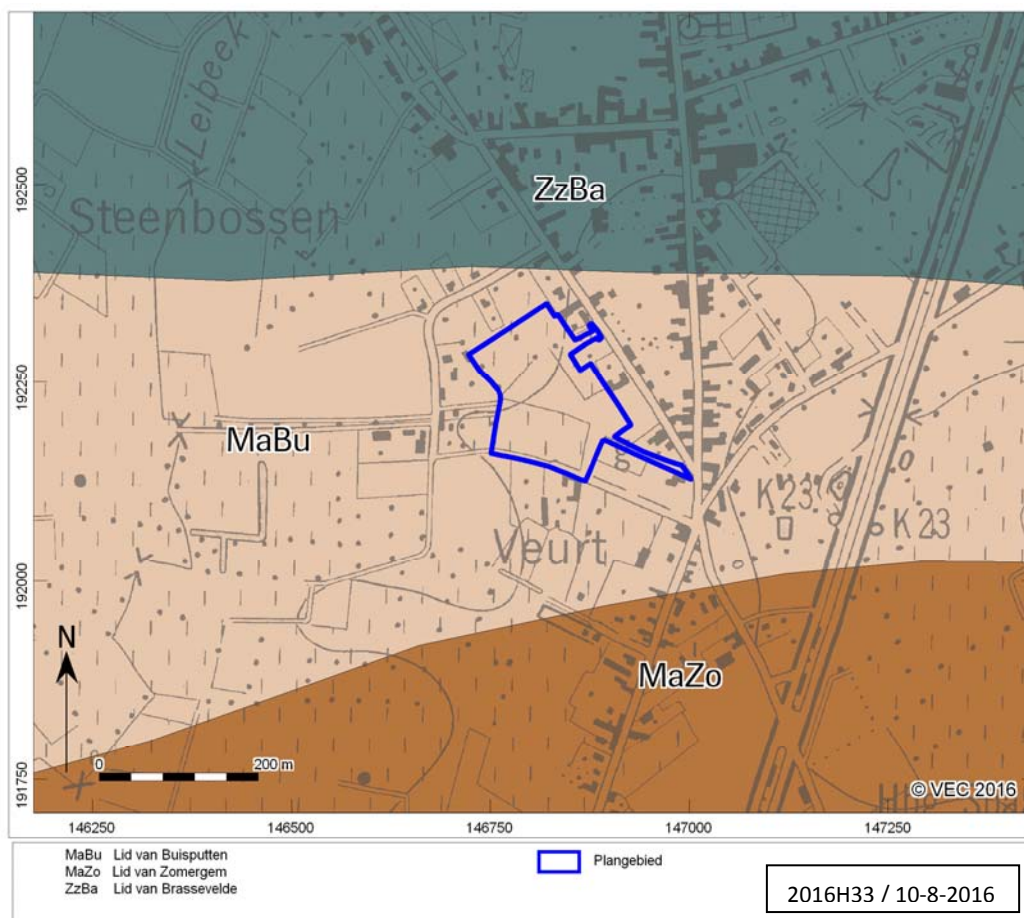 Leibeek
ZzBa
Steenbossen
192500
192250
MaBu
K23
K23
Veurt
192000
N
MaZo
0 200 m
191750
© VEC 2016
146250 146500 146750 147000 147250
MaBu Lid van Buisputten
MaZo Lid van Zomergem
ZzBa Lid van Brassevelde
Plangebied
2016H33 / 10-8-2016